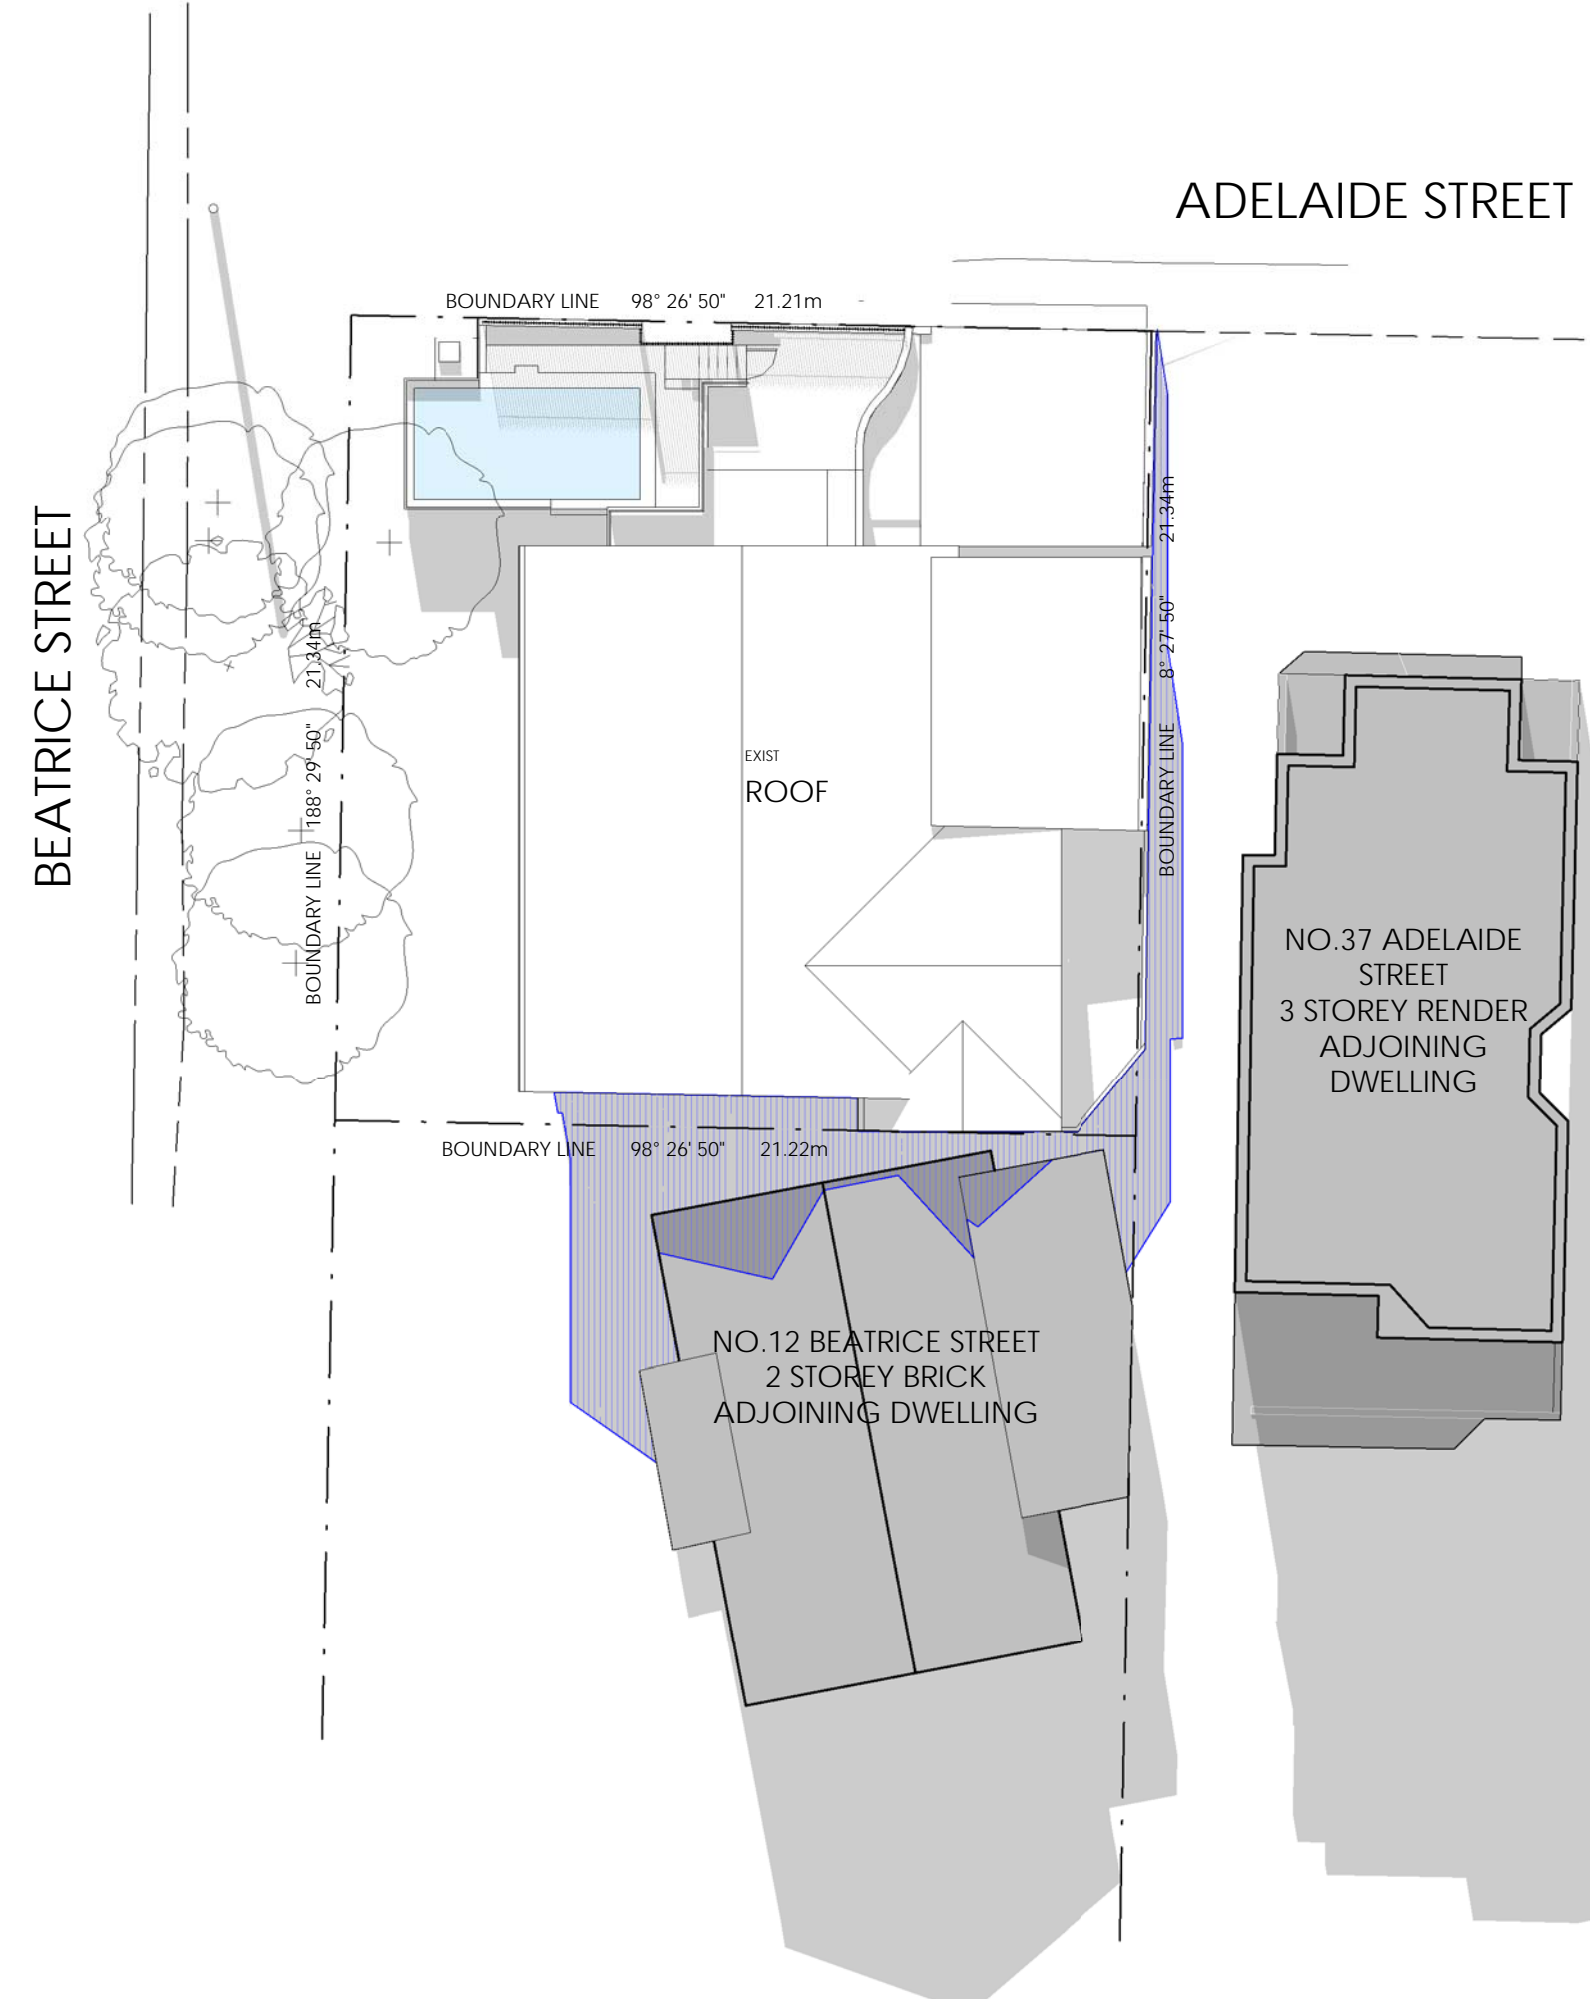 ADELAIDE STREET
BOUNDARY LINE 98° 26' 50" 21.21m
BEATRICE STREET
BOUNDARY LINE 188° 29' 50" 21.34m
BOUNDARY LINE 8° 27' 50" 21.34m
EXIST
ROOF
NO.37 ADELAIDE
STREET
3 STOREY RENDER
ADJOINING
DWELLING
BOUNDARY LINE 98° 26' 50" 21.22m
NO.12 BEATRICE STREET
2 STOREY BRICK
ADJOINING DWELLING